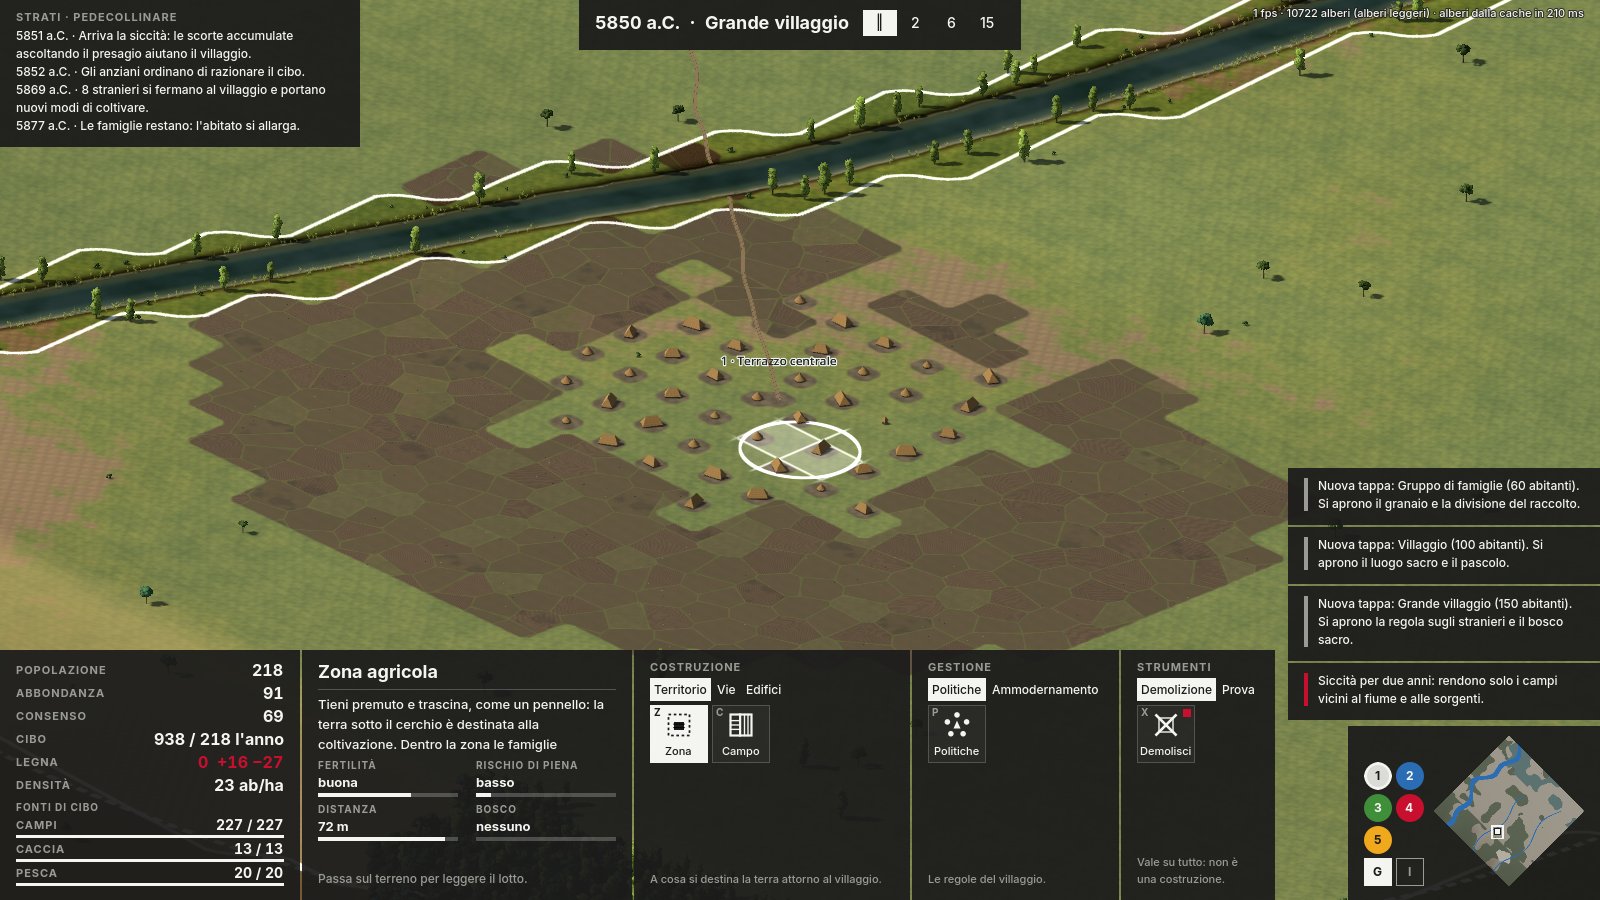 STRATI · PEDECOLLINARE
5851 a.C. · Arriva la siccità: le scorte accumulate
ascoltando il presagio aiutano il villaggio.
5852 a.C. · Gli anziani ordinano di razionare il cibo.
5869 a.C. · 8 stranieri si fermano al villaggio e portano
nuovi modi di coltivare.
5877 a.C. · Le famiglie restano: l'abitato si allarga.
5850 a.C. · Grande villaggio
2 6 15
1 fps · 10722 alberi (alberi leggeri) · alberi dalla cache in 210 ms
1 · Terrazzo centrale
Nuova tappa: Gruppo di famiglie (60 abitanti).
Si aprono il granaio e la divisione del raccolto.
Nuova tappa: Villaggio (100 abitanti). Si
aprono il luogo sacro e il pascolo.
Nuova tappa: Grande villaggio (150 abitanti).
Si aprono la regola sugli stranieri e il bosco
sacro.
Siccità per due anni: rendono solo i campi
vicini al fiume e alle sorgenti.
POPOLAZIONE 218
ABBONDANZA 91
CONSENSO 69
CIBO 938 / 218 l'anno
LEGNA 0 +16 −27
DENSITÀ 23 ab/ha
FONTI DI CIBO
CAMPI 227 / 227
CACCIA 13 / 13
PESCA 20 / 20
Zona agricola
Tieni premuto e trascina, come un pennello: la
terra sotto il cerchio è destinata alla
coltivazione. Dentro la zona le famiglie
FERTILITÀ RISCHIO DI PIENA
buona basso
DISTANZA BOSCO
72 m nessuno
Passa sul terreno per leggere il lotto.
COSTRUZIONE
Territorio Vie Edifici
Z C
Zona Campo
A cosa si destina la terra attorno al villaggio.
GESTIONE
Politiche Ammodernamento
P
Politiche
Le regole del villaggio.
STRUMENTI
Demolizione Prova
X
Demolisci
Vale su tutto: non è
una costruzione.
1 2
3 4
5
G I